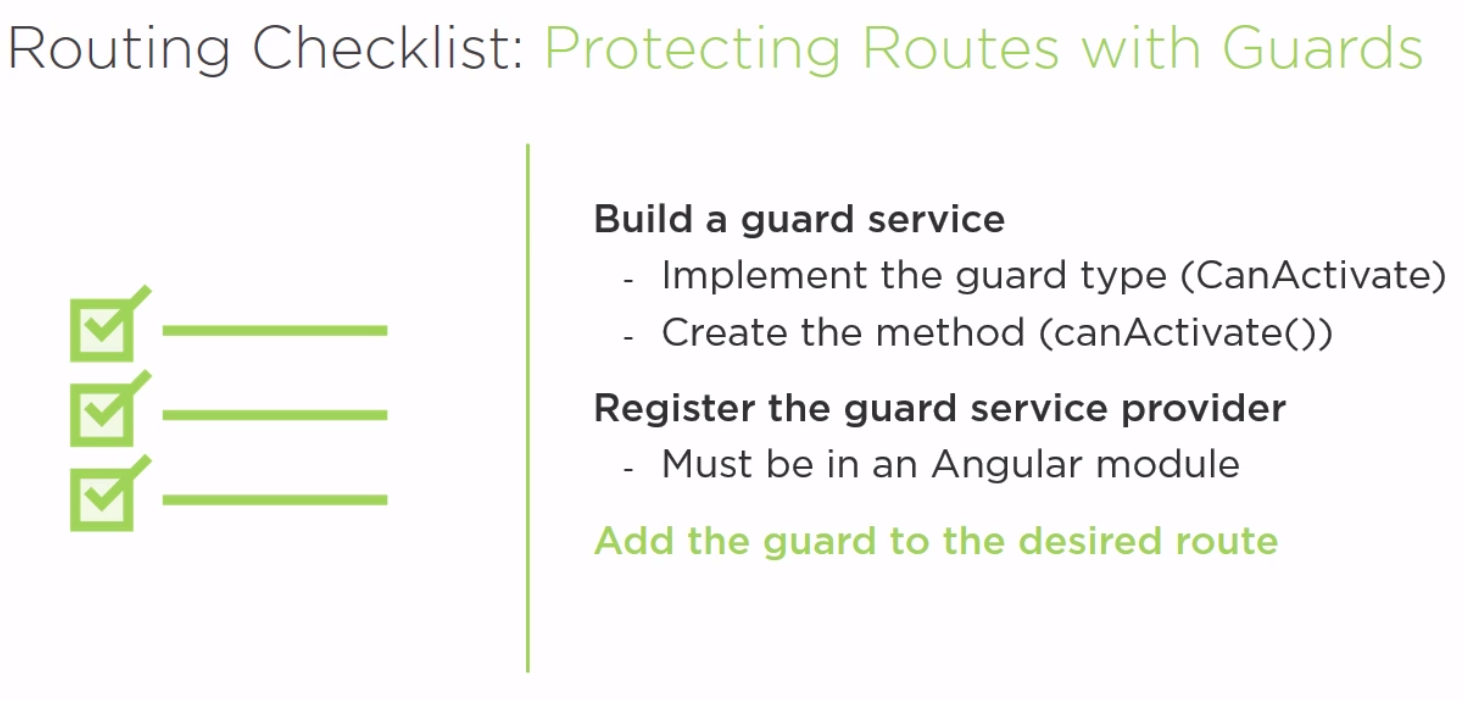 Routing Checklist: Protecting Routes with Guards
Build a guard service
- Implement the guard type (CanActivate)
- Create the method (canActivate())
Register the guard service provider
- Must be in an Angular module
Add the guard to the desired route